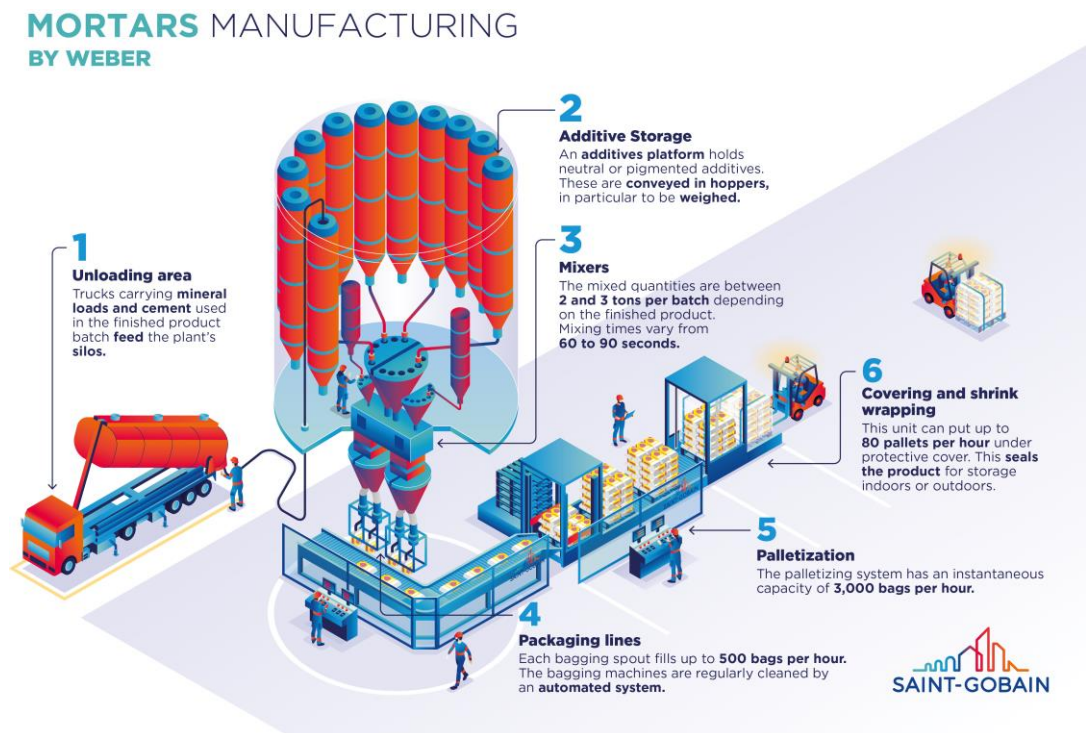 MORTARS MANUFACTURING
BY WEBER
1
Unloading area
Trucks carrying mineral
loads and cement used
in the finished product
batch feed the plant's
silos.
2
Additive Storage
An additives platform holds
neutral or pigmented additives.
These are conveyed in hoppers,
in particular to be weighed.
3
Mixers
The mixed quantities are between
2 and 3 tons per batch depending
on the finished product.
Mixing times vary from
60 to 90 seconds.
4
Packaging lines
Each bagging spout fills up to 500 bags per hour.
The bagging machines are regularly cleaned by
an automated system.
5
Palletization
The palletizing system has an instantaneous
capacity of 3,000 bags per hour.
6
Covering and shrink
wrapping
This unit can put up to
80 pallets per hour under
protective cover. This seals
the product for storage
indoors or outdoors.
SAINT-GOBAIN